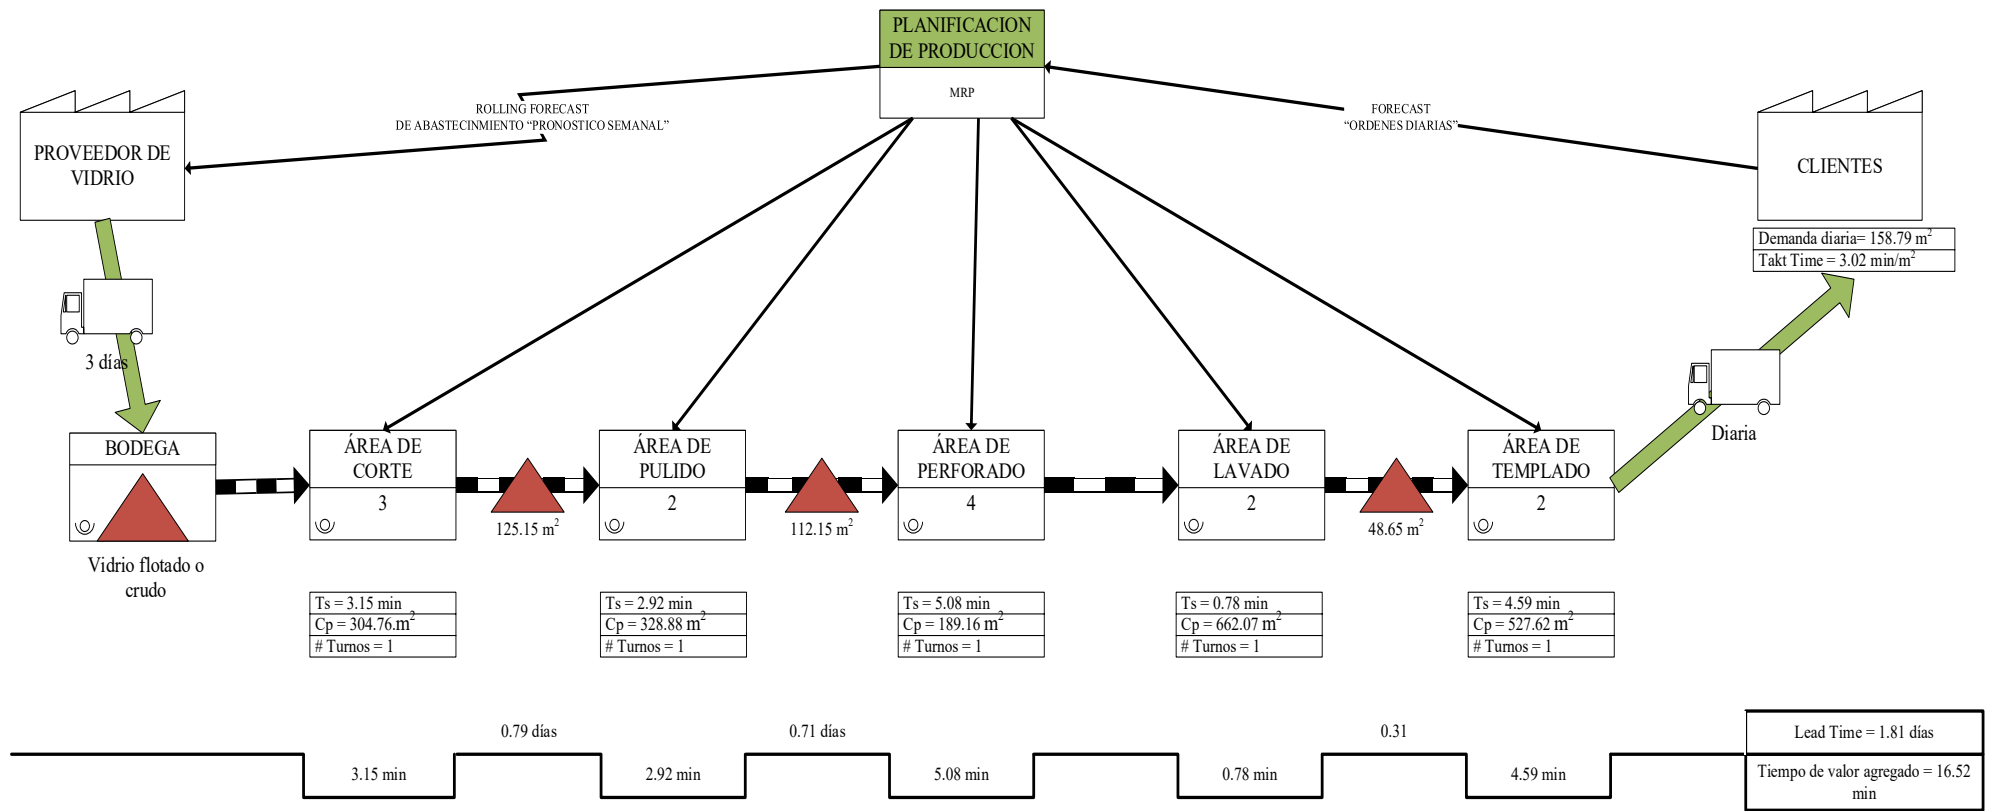 PLANIFICACION
DE PRODUCCION
MRP
ROLLING FORECAST
DE ABASTECINMIENTO “PRONOSTICO SEMANAL”
FORECAST
“ORDENES DIARIAS”
PROVEEDOR DE
VIDRIO
CLIENTES
Demanda diaria= 158.79 m²
Takt Time = 3.02 min/m²
3 días
Diaria
BODEGA
Vidrio flotado o
crudo
ÁREA DE
CORTE
3
125.15 m²
ÁREA DE
PULIDO
2
112.15 m²
ÁREA DE
PERFORADO
4
ÁREA DE
LAVADO
2
48.65 m²
ÁREA DE
TEMPLADO
2
Ts = 3.15 min
Cp = 304.76.m²
# Turnos = 1
Ts = 2.92 min
Cp = 328.88 m²
# Turnos = 1
Ts = 5.08 min
Cp = 189.16 m²
# Turnos = 1
Ts = 0.78 min
Cp = 662.07 m²
# Turnos = 1
Ts = 4.59 min
Cp = 527.62 m²
# Turnos = 1
0.79 días
0.71 días
0.31
3.15 min
2.92 min
5.08 min
0.78 min
4.59 min
Lead Time = 1.81 días
Tiempo de valor agregado = 16.52
min